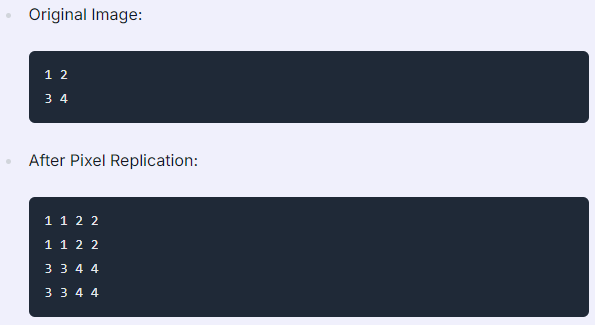 Original Image:
1 2
3 4
After Pixel Replication:
1 1 2 2
1 1 2 2
3 3 4 4
3 3 4 4